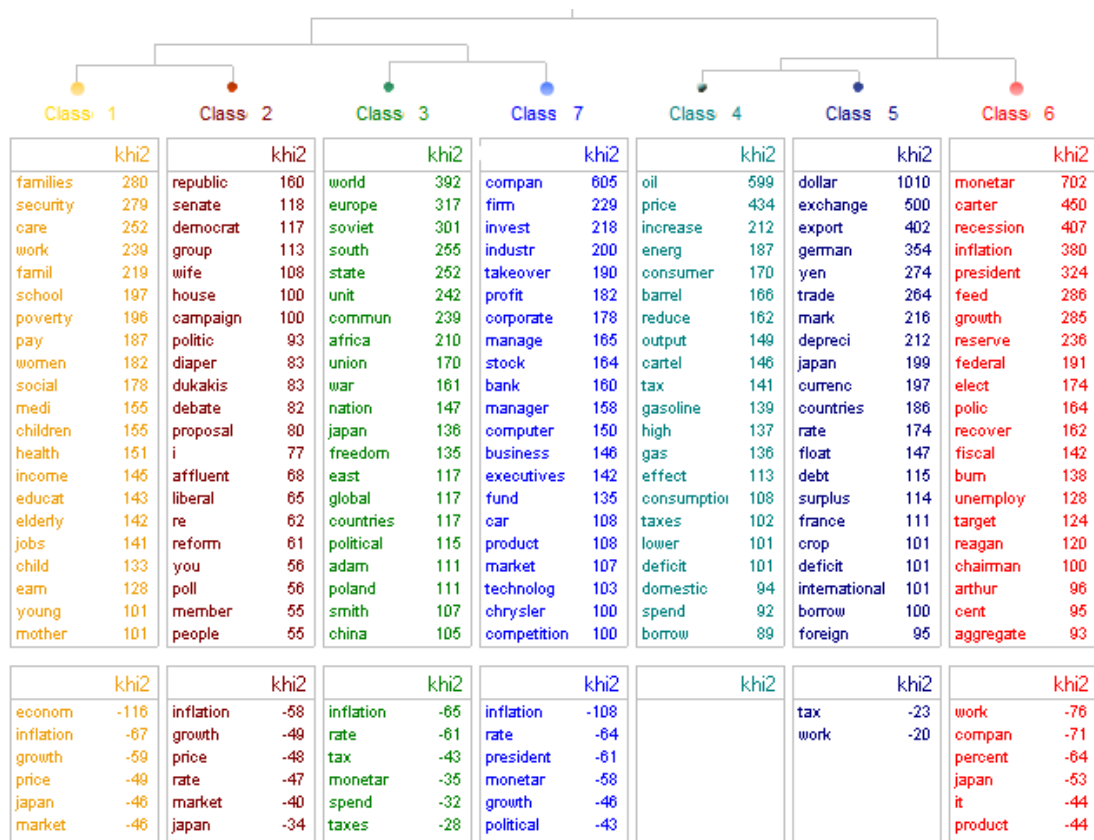 Class 1 Class 2 Class 3 Class 7 Class 4 Class 5 Class 6
khi2 khi2 khi2 khi2 khi2 khi2 khi2
families 280 republic 160 world 392 compan 605 oil 599 dollar 1010 monetar 702
security 279 senate 118 europe 317 firm 229 price 434 exchange 500 carter 450
care 252 democrat 117 soviet 301 invest 218 increase 212 export 402 recession 407
work 239 group 113 south 255 industr 200 energ 187 german 354 inflation 380
famil 219 wife 108 state 252 takeover 190 consumer 170 yen 274 president 324
school 197 house 100 unit 242 profit 182 barrel 166 trade 264 feed 286
poverty 196 campaign 100 commun 239 corporate 178 reduce 162 mark 216 growth 285
pay 187 politic 93 africa 210 manage 165 output 149 depreci 212 reserve 236
women 182 diaper 83 union 170 stock 164 cartel 146 japan 199 federal 191
social 178 dukakis 83 war 161 bank 160 tax 141 currenc 197 elect 174
medi 155 debate 82 nation 147 manager 158 gasoline 139 countries 186 polic 164
children 155 proposal 80 japan 136 computer 150 high 137 rate 174 recover 162
health 151 i 77 freedom 135 business 146 gas 136 float 147 fiscal 142
income 145 affluent 68 east 117 executives 142 effect 113 debt 115 burn 138
educat 143 liberal 65 global 117 fund 135 consumptio 108 surplus 114 unemploy 128
elderly 142 re 62 countries 117 car 108 taxes 102 france 111 target 124
jobs 141 reform 61 political 115 product 108 lower 101 crop 101 reagan 120
child 133 you 56 adam 111 market 107 deficit 101 deficit 101 chairman 100
earn 128 poll 56 poland 111 technolog 103 domestic 94 international 101 arthur 96
young 101 member 55 smith 107 chrysler 100 spend 92 borrow 100 cent 95
mother 101 people 55 china 105 competition 100 borrow 89 foreign 95 aggregate 93
khi2 khi2 khi2 khi2 khi2 khi2 khi2
econom -116 inflation -58 inflation -65 inflation -108 tax -23 work -76
inflation -67 growth -49 rate -61 rate -64 work -20 compan -71
growth -59 price -48 tax -43 president -61 percent -64
price -49 rate -47 monetar -35 monetar -58 japan -53
japan -46 market -40 spend -32 growth -46 it -44
market -46 japan -34 taxes -28 political -43 product -44